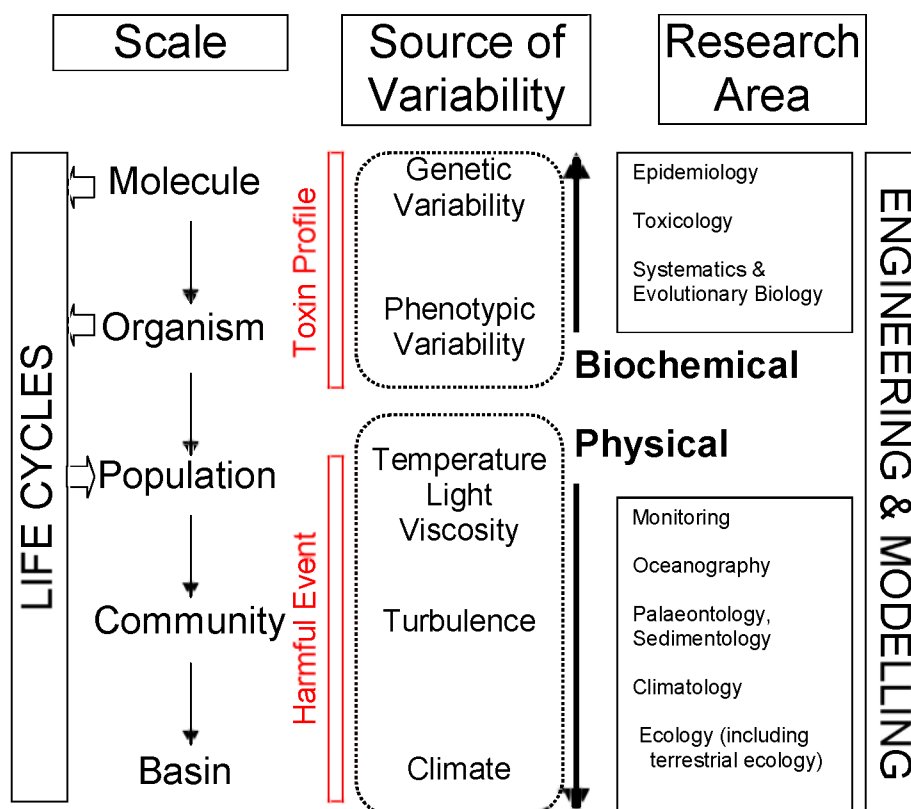 Scale
Source of
Variability
Research
Area
LIFE CYCLES
Molecule
Organism
Population
Community
Basin
Toxin Profile
Harmful Event
Genetic
Variability
Phenotypic
Variability
Biochemical
Physical
Temperature
Light
Viscosity
Turbulence
Climate
Epidemiology
Toxicology
Systematics &
Evolutionary Biology
Monitoring
Oceanography
Palaeontology,
Sedimentology
Climatology
Ecology (including
terrestrial ecology)
ENGINEERING & MODELLING